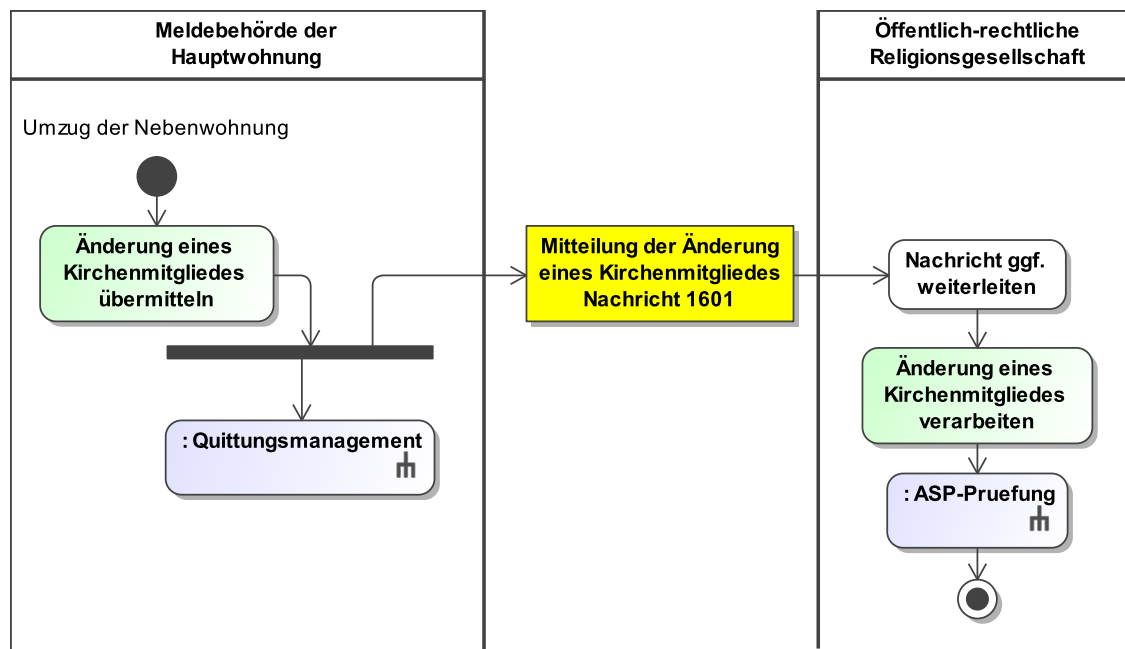 Meldebehörde der
Hauptwohnung
Öffentlich-rechtliche
Religionsgesellschaft
Umzug der Nebenwohnung
Änderung eines
Kirchenmitgliedes
übermitteln
Mitteilung der Änderung
eines Kirchenmitgliedes
Nachricht 1601
Nachricht ggf.
weiterleiten
: Quittungsmanagement
Änderung eines
Kirchenmitgliedes
verarbeiten
: ASP-Pruefung